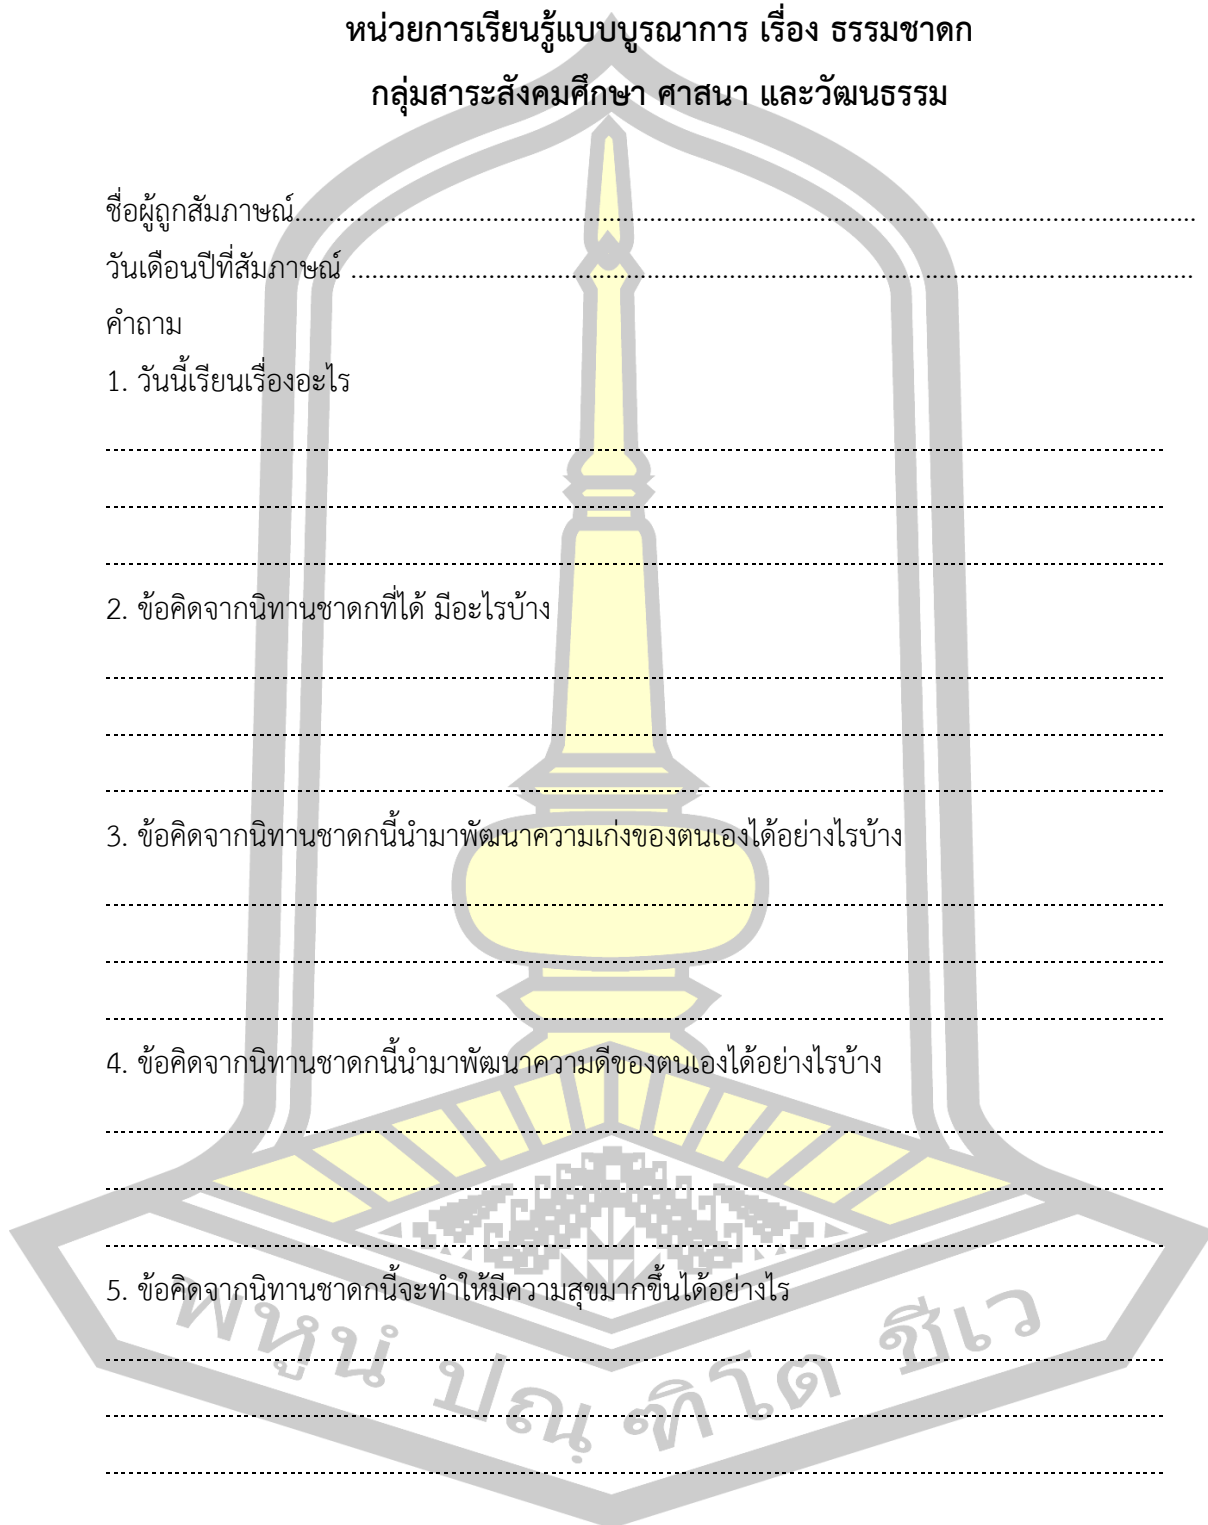 หน่วยการเรียนรู้แบบบูรณาการ เรื่อง ธรรมชาดก
กลุ่มสาระสังคมศึกษา ศาสนา และวัฒนธรรม
ชื่อผู้ถูกสัมภาษณ์....................................................................................................................................
วันเดือนปีที่สัมภาษณ์ ...........................................................................................................................
คำถาม
1. วันนี้เรียนเรื่องอะไร
2. ข้อคิดจากนิทานชาดกที่ได้ มีอะไรบ้าง
3. ข้อคิดจากนิทานชาดกนี้นำมาพัฒนาความเก่งของตนเองได้อย่างไรบ้าง
4. ข้อคิดจากนิทานชาดกนี้นำมาพัฒนาความดีของตนเองได้อย่างไรบ้าง
5. ข้อคิดจากนิทานชาดกนี้จะทำให้มีความสุขมากขึ้นได้อย่างไร
พหูนํ ปณฺฑิโต ชีเว